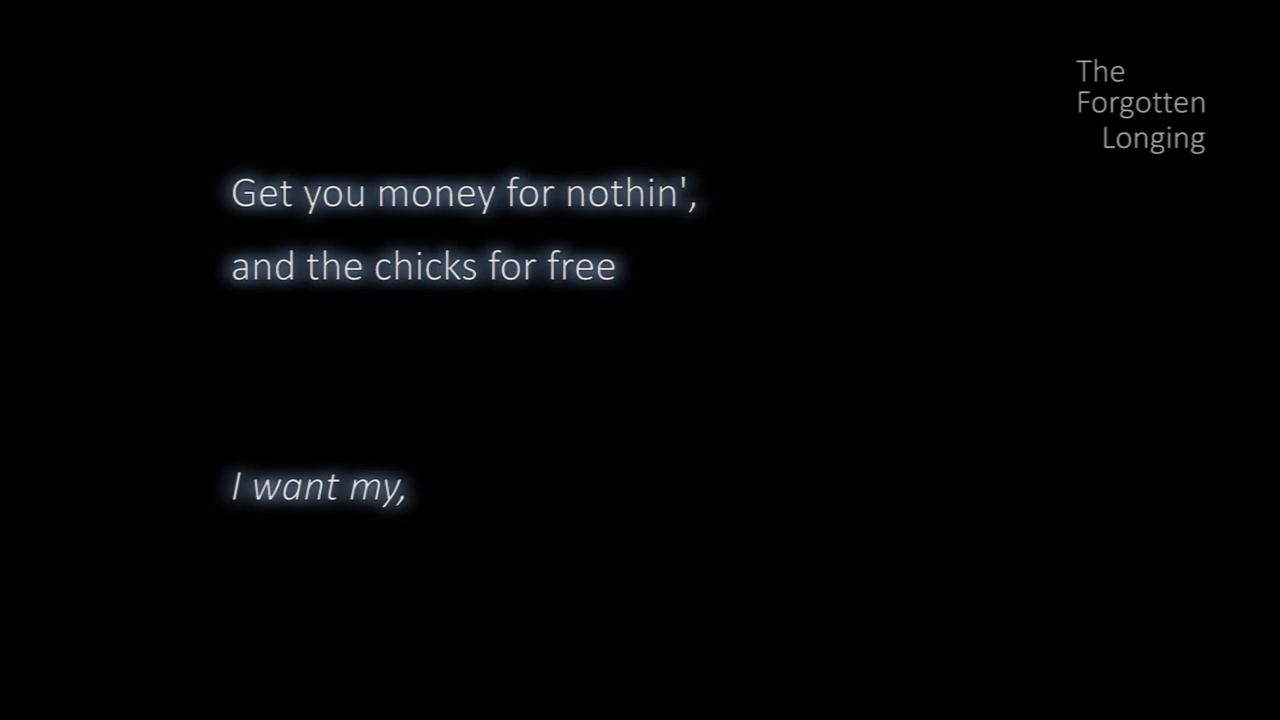 The
Forgotten
Longing
Get you money for nothin',
and the chicks for free
I want my,